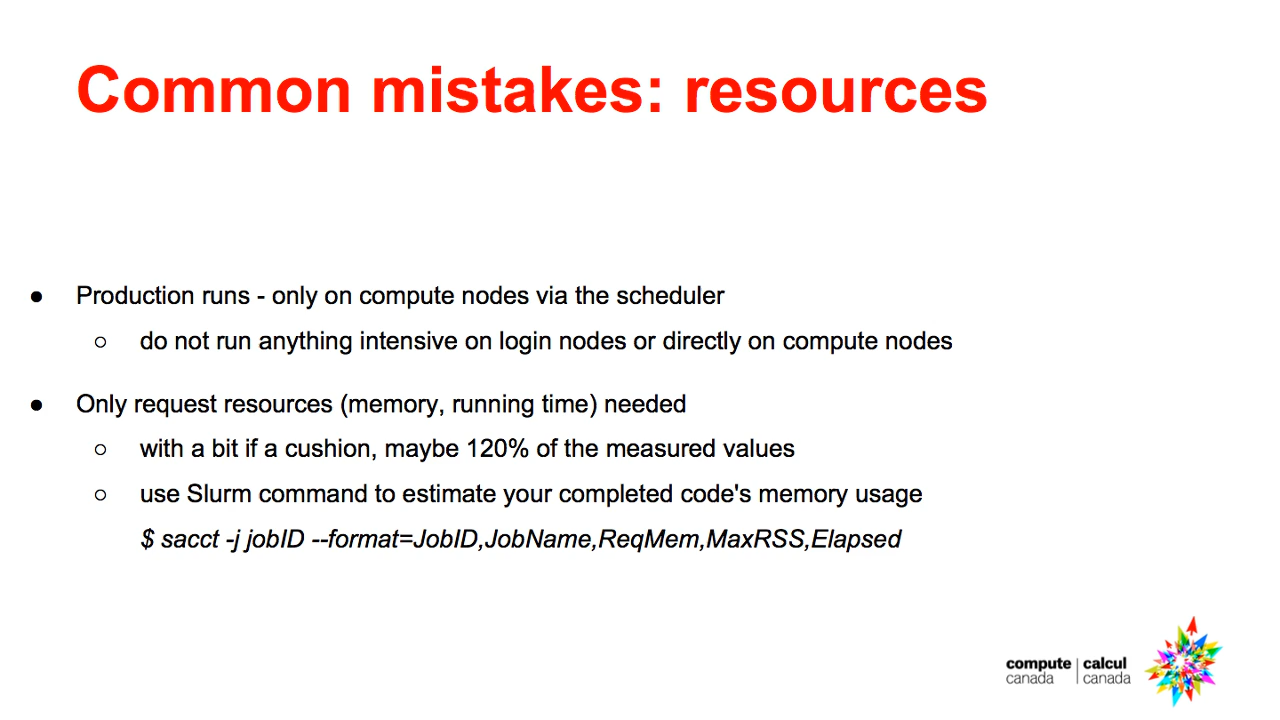 Common mistakes: resources
● Production runs - only on compute nodes via the scheduler
○ do not run anything intensive on login nodes or directly on compute nodes
● Only request resources (memory, running time) needed
○ with a bit if a cushion, maybe 120% of the measured values
○ use Slurm command to estimate your completed code's memory usage
$ sacct -j jobID --format=JobID,JobName,ReqMem,MaxRSS,Elapsed
compute | calcul
canada | canada